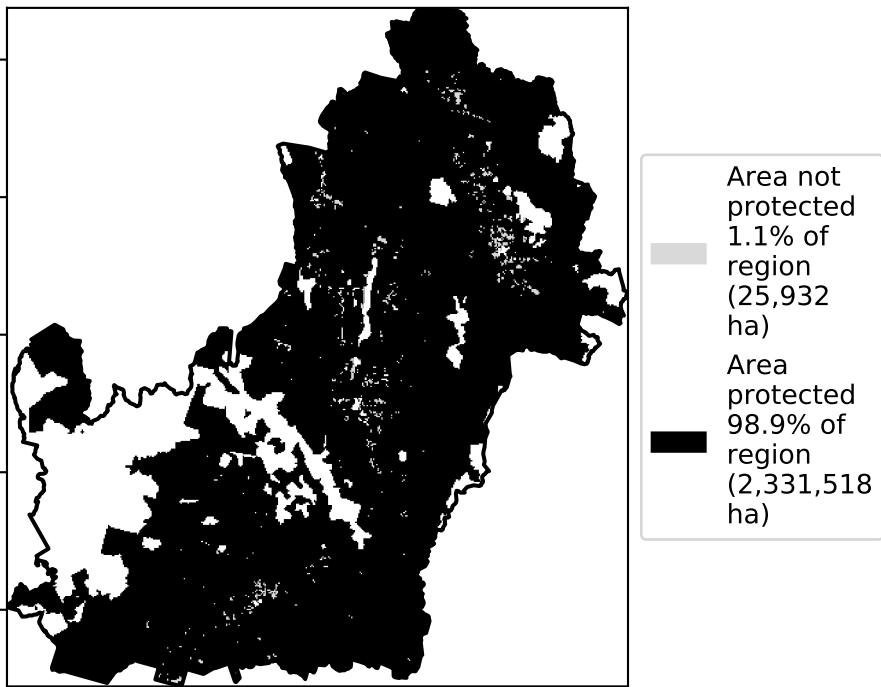 Area not
protected
1.1% of
region
(25,932
ha)
Area
protected
98.9% of
region
(2,331,518
ha)